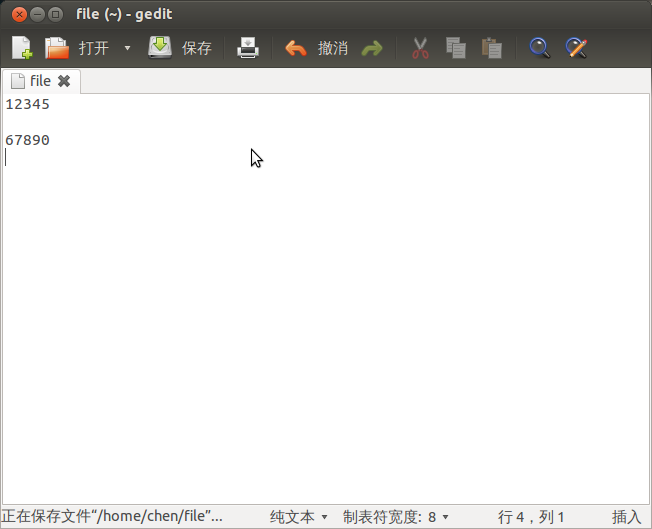 file (~) - gedit
打开 保存 撤消
file
12345
67890
正在保存文件“/home/chen/file”... 纯文本 制表符宽度: 8 行 4，列 1 插入